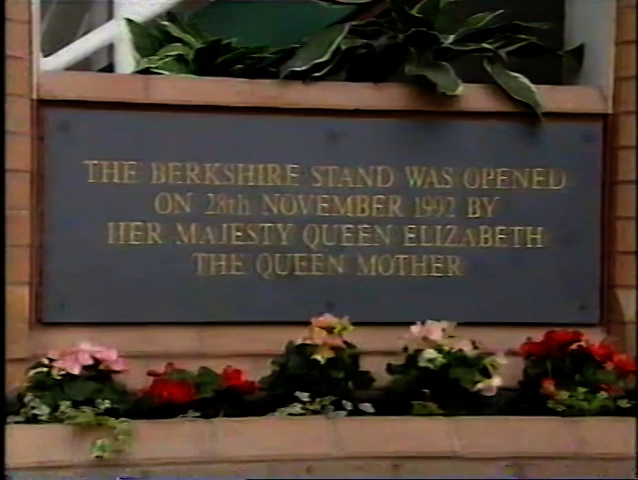 THE BERKSHIRE STAND WAS OPENED
ON 28th NOVEMBER 1992 BY
HER MAJESTY QUEEN ELIZABETH
THE QUEEN MOTHER